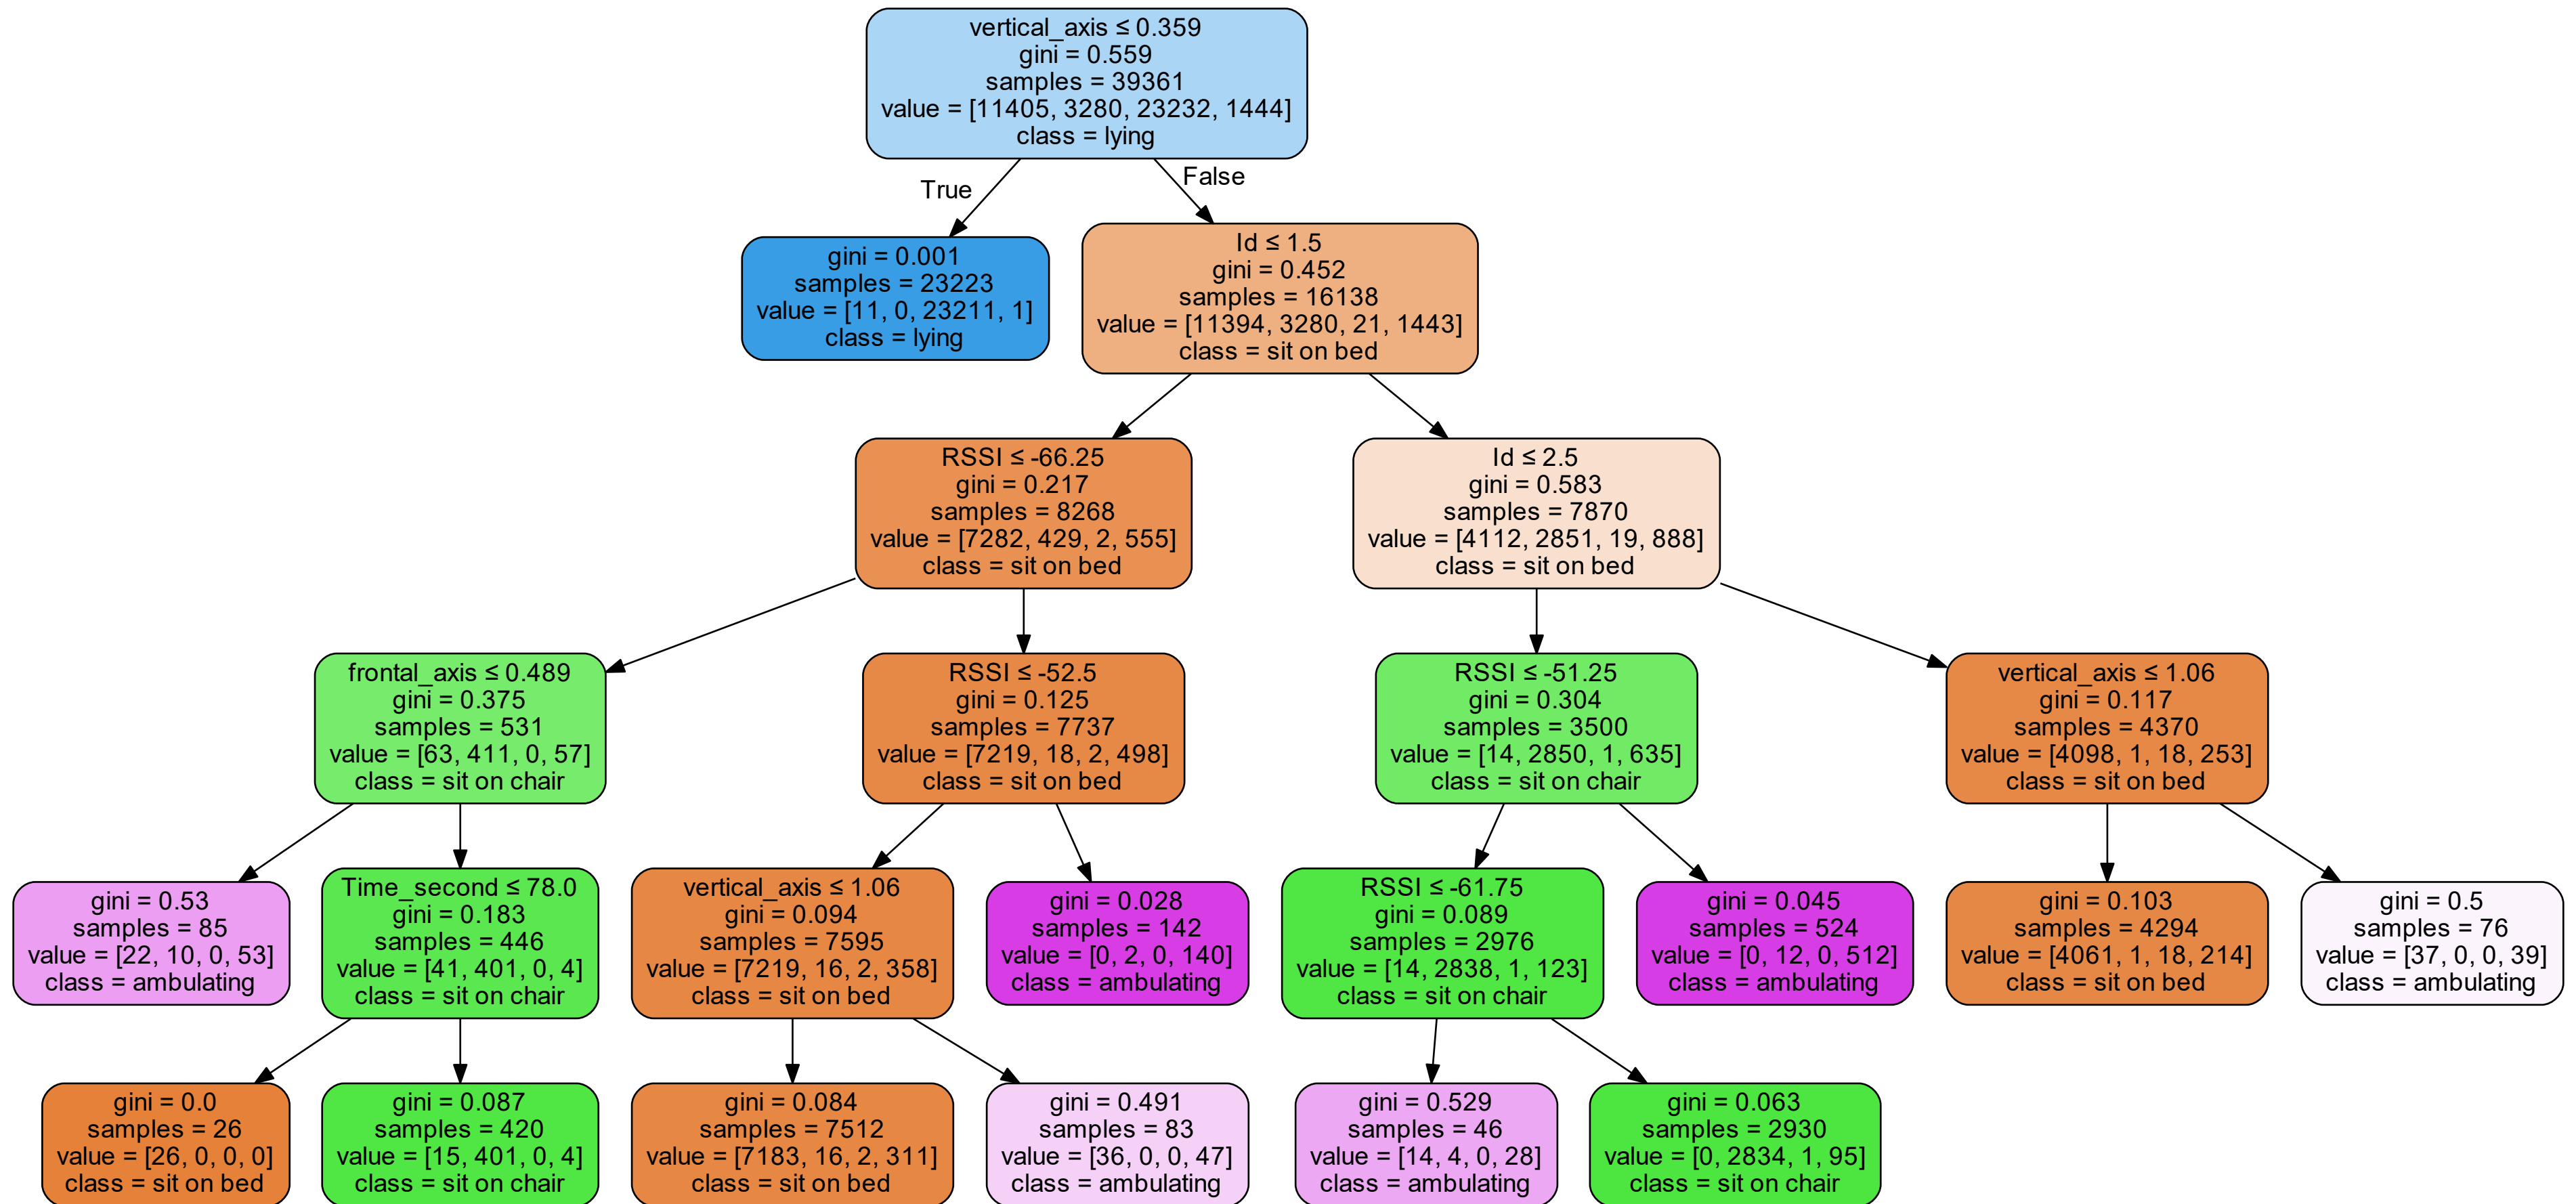 vertical_axis ≤ 0.359
gini = 0.559
samples = 39361
value = [11405, 3280, 23232, 1444]
class = lying
True
False
gini = 0.001
samples = 23223
value = [11, 0, 23211, 1]
class = lying
Id ≤ 1.5
gini = 0.452
samples = 16138
value = [11394, 3280, 21, 1443]
class = sit on bed
RSSI ≤ -66.25
gini = 0.217
samples = 8268
value = [7282, 429, 2, 555]
class = sit on bed
Id ≤ 2.5
gini = 0.583
samples = 7870
value = [4112, 2851, 19, 888]
class = sit on bed
frontal_axis ≤ 0.489
gini = 0.375
samples = 531
value = [63, 411, 0, 57]
class = sit on chair
RSSI ≤ -52.5
gini = 0.125
samples = 7737
value = [7219, 18, 2, 498]
class = sit on bed
RSSI ≤ -51.25
gini = 0.304
samples = 3500
value = [14, 2850, 1, 635]
class = sit on chair
vertical_axis ≤ 1.06
gini = 0.117
samples = 4370
value = [4098, 1, 18, 253]
class = sit on bed
gini = 0.53
samples = 85
value = [22, 10, 0, 53]
class = ambulating
Time_second ≤ 78.0
gini = 0.183
samples = 446
value = [41, 401, 0, 4]
class = sit on chair
vertical_axis ≤ 1.06
gini = 0.094
samples = 7595
value = [7219, 16, 2, 358]
class = sit on bed
gini = 0.028
samples = 142
value = [0, 2, 0, 140]
class = ambulating
RSSI ≤ -61.75
gini = 0.089
samples = 2976
value = [14, 2838, 1, 123]
class = sit on chair
gini = 0.045
samples = 524
value = [0, 12, 0, 512]
class = ambulating
gini = 0.103
samples = 4294
value = [4061, 1, 18, 214]
class = sit on bed
gini = 0.5
samples = 76
value = [37, 0, 0, 39]
class = ambulating
gini = 0.0
samples = 26
value = [26, 0, 0, 0]
class = sit on bed
gini = 0.087
samples = 420
value = [15, 401, 0, 4]
class = sit on chair
gini = 0.084
samples = 7512
value = [7183, 16, 2, 311]
class = sit on bed
gini = 0.491
samples = 83
value = [36, 0, 0, 47]
class = ambulating
gini = 0.529
samples = 46
value = [14, 4, 0, 28]
class = ambulating
gini = 0.063
samples = 2930
value = [0, 2834, 1, 95]
class = sit on chair